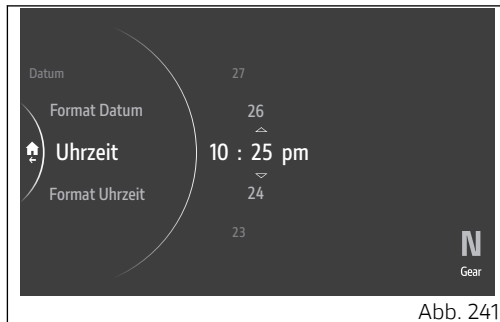 Datum 27
Format Datum 26
Uhrzeit 10 : 25 pm
Format Uhrzeit 24
23
N
Gear
Abb. 241